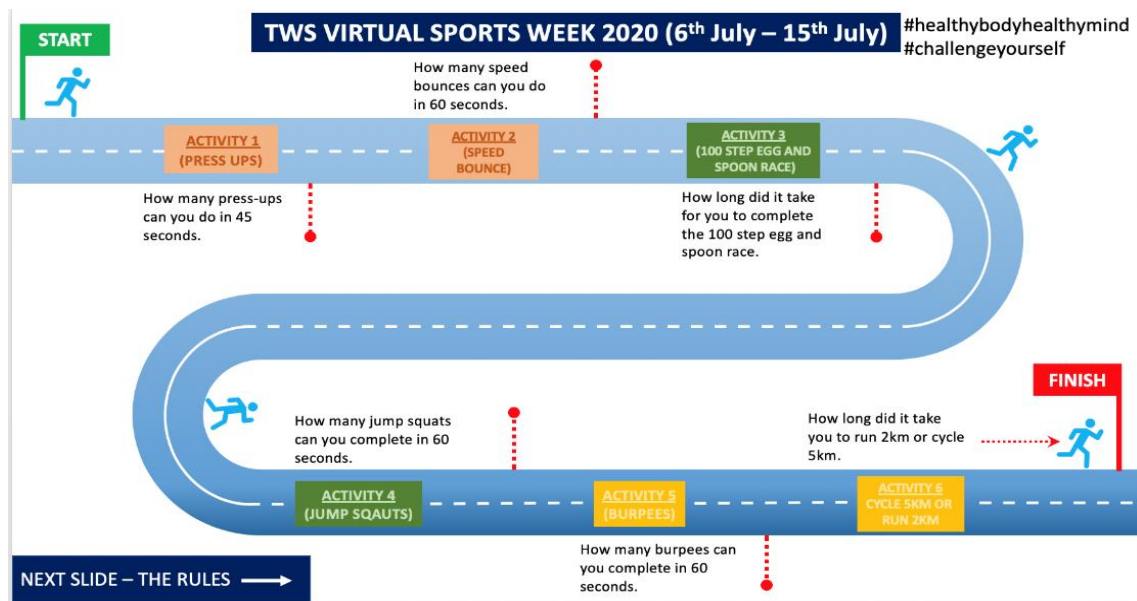 START
TWS VIRTUAL SPORTS WEEK 2020 (6th July – 15th July)
#healthybodyhealthymind
#challengeyourself
How many speed
bounces can you do
in 60 seconds.
ACTIVITY 1
(PRESS UPS)
ACTIVITY 2
(SPEED
BOUNCE)
ACTIVITY 3
(100 STEP EGG AND
SPOON RACE)
How many press-ups
can you do in 45
seconds.
How long did it take
for you to complete
the 100 step egg and
spoon race.
FINISH
How many jump squats
can you complete in 60
seconds.
How long did it take
you to run 2km or cycle
5km.
ACTIVITY 4
(JUMP SQAUTS)
ACTIVITY 5
(BURPEES)
ACTIVITY 6
CYCLE 5KM OR
RUN 2KM
How many burpees can
you complete in 60
seconds.
NEXT SLIDE – THE RULES